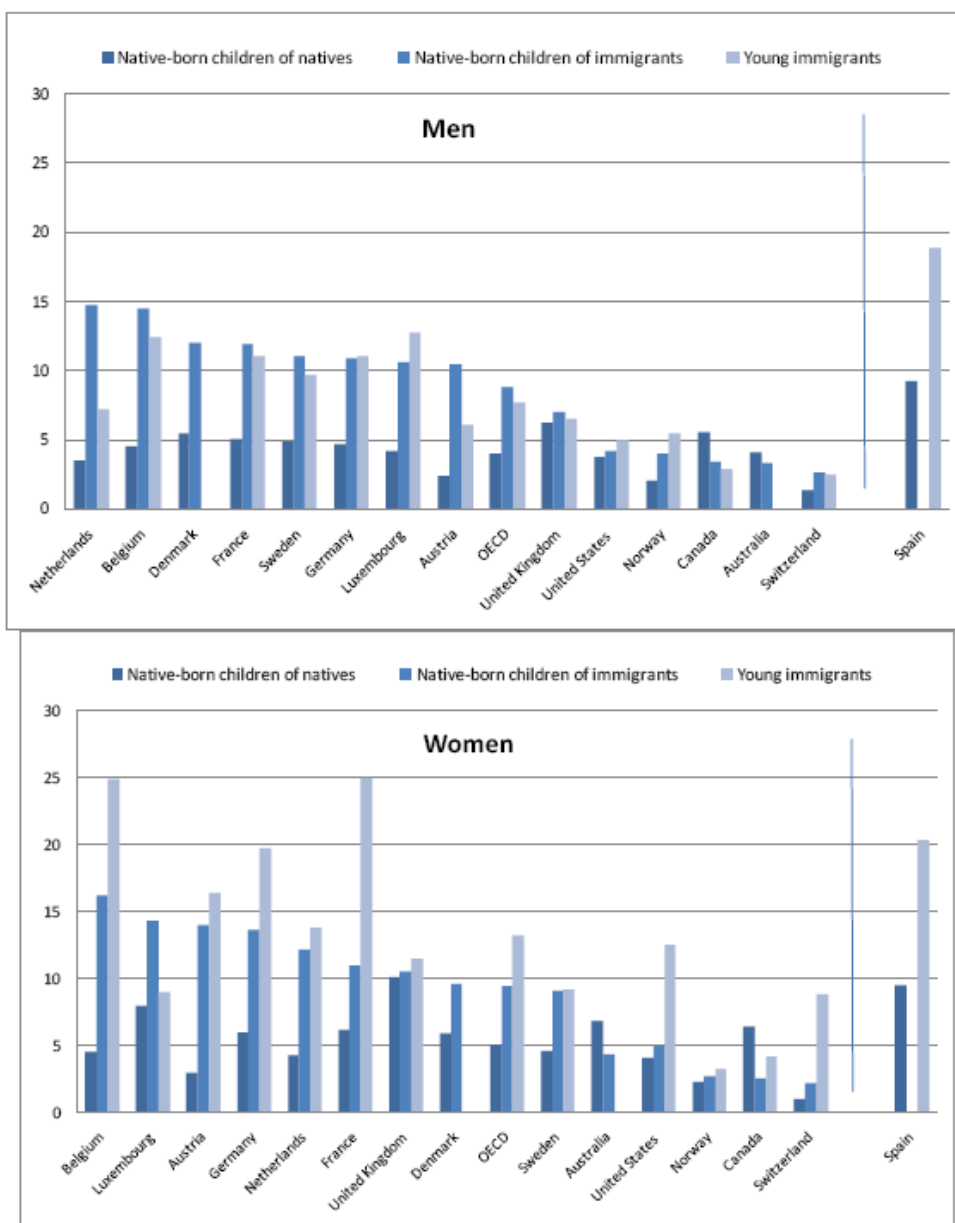 Native-born children of natives Native-born children of immigrants Young immigrants
30
Men
25
20
15
10
5
0
Netherlands
Belgium
Denmark
France
Sweden
Germany
Luxembourg
Austria
OECD
United Kingdom
United States
Norway
Canada
Australia
Switzerland
Spain
Native-born children of natives Native-born children of immigrants Young immigrants
30
Women
25
20
15
10
5
0
Belgium
Luxembourg
Austria
Germany
Netherlands
France
United Kingdom
Denmark
OECD
Sweden
Australia
United States
Norway
Canada
Switzerland
Spain